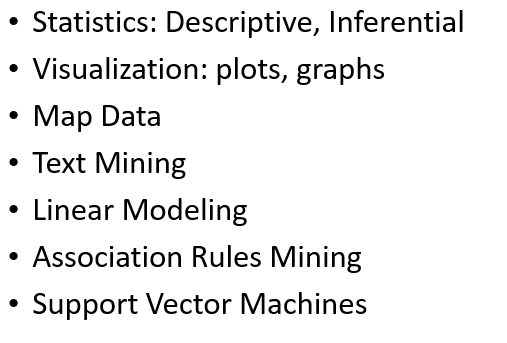 • Statistics: Descriptive, Inferential
• Visualization: plots, graphs
• Map Data
• Text Mining
• Linear Modeling
• Association Rules Mining
• Support Vector Machines